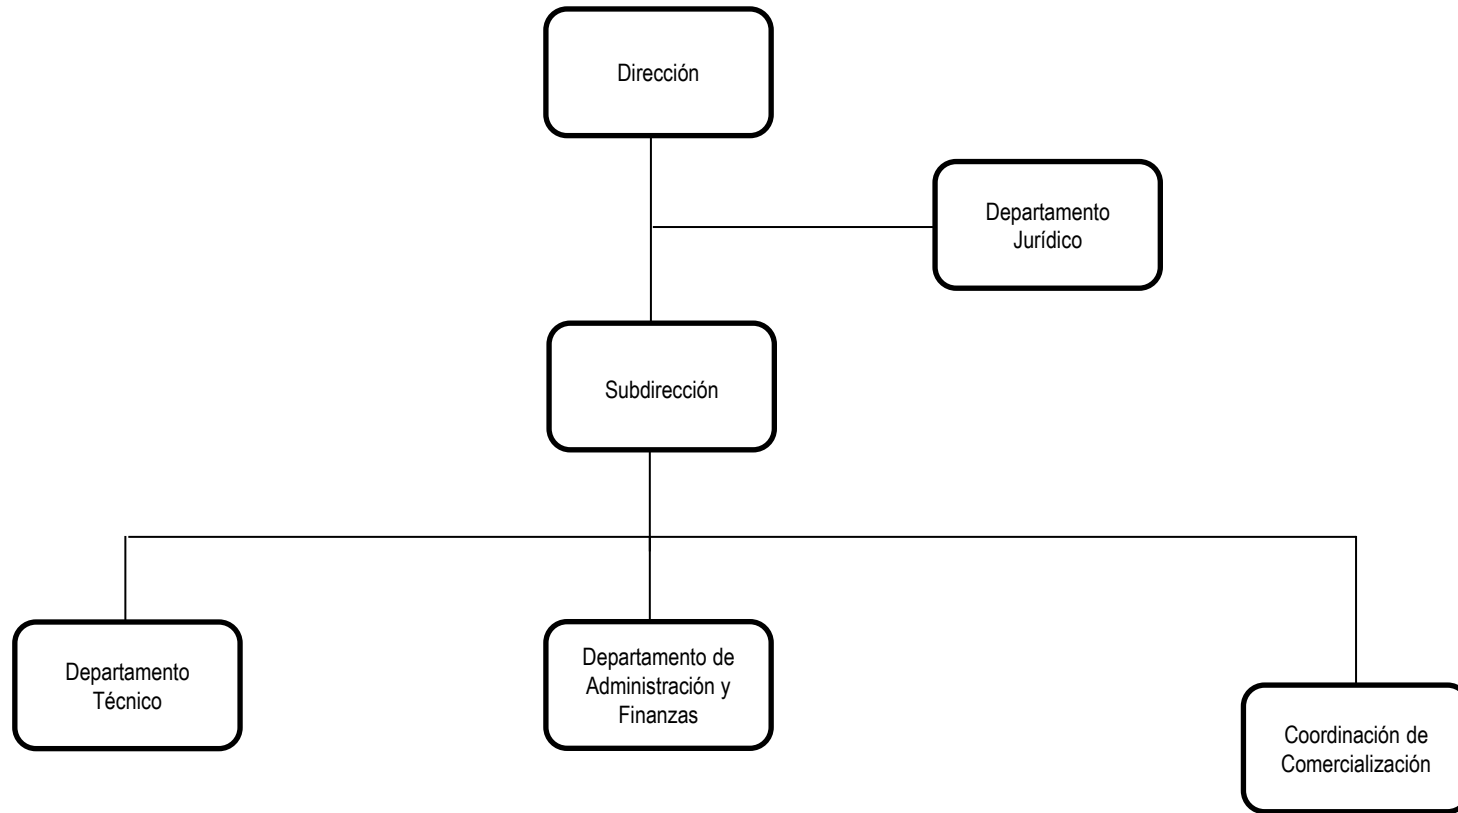 Dirección
Departamento
Jurídico
Subdirección
Departamento
Técnico
Departamento de
Administración y
Finanzas
Coordinación de
Comercialización